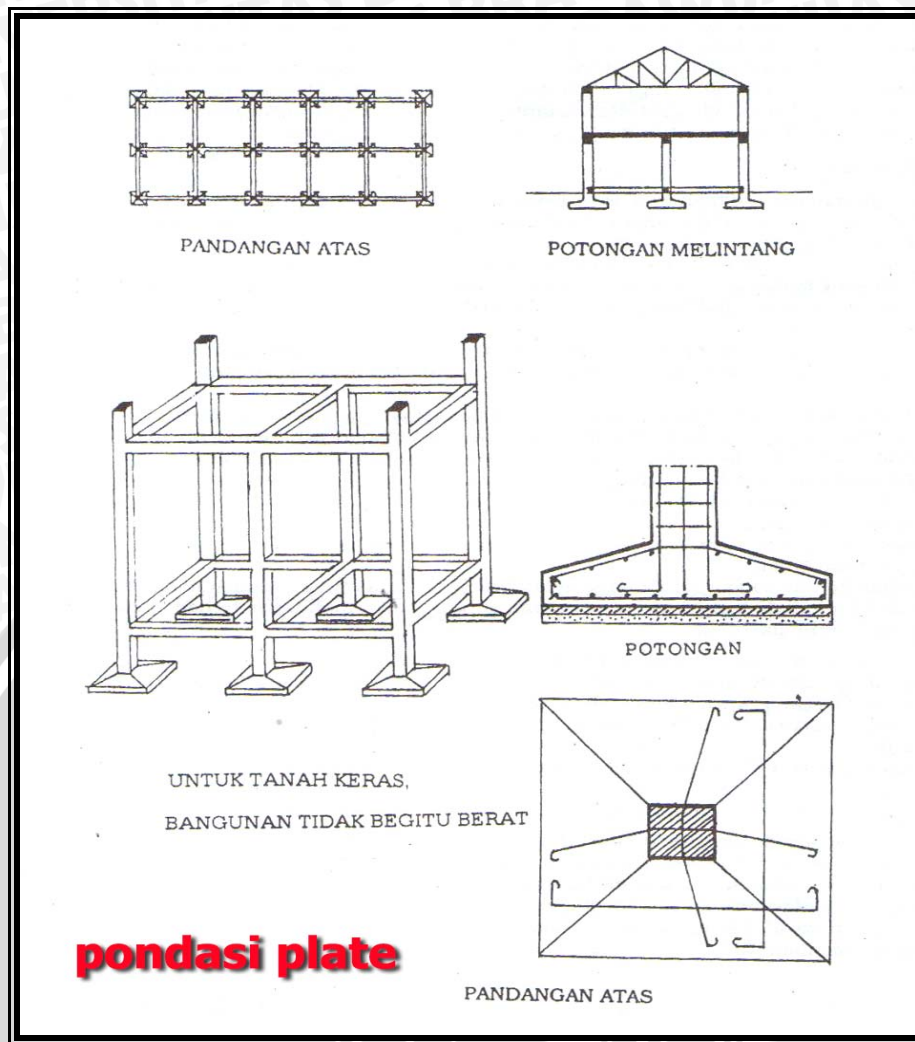 PANDANGAN ATAS
POTONGAN MELINTANG
POTONGAN
UNTUK TANAH KERAS,
BANGUNAN TIDAK BEGITU BERAT
pondasi plate
PANDANGAN ATAS